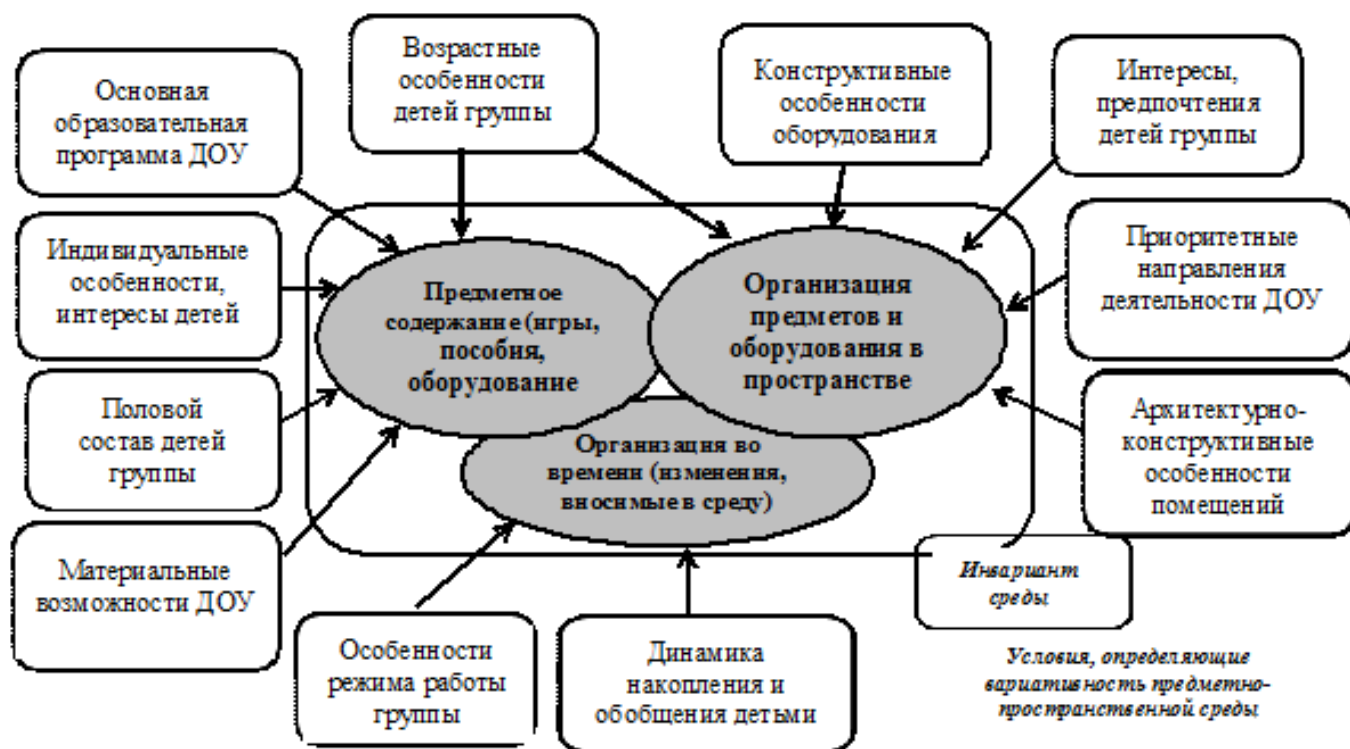 Основная
образовательная
программа ДОУ
Возрастные
особенности
детей группы
Конструктивные
особенности
оборудования
Интересы,
предпочтения
детей группы
Индивидуальные
особенности,
интересы детей
Предметное
содержание (игры,
пособия,
оборудование
Организация
предметов и
оборудования в
пространстве
Приоритетные
направления
деятельности ДОУ
Половой
состав детей
группы
Организация во
времени (изменения,
вносимые в среду)
Архитектурно-
конструктивные
особенности
помещений
Материальные
возможности ДОУ
Особенности
режима работы
группы
Динамика
накопления и
обобщения детьми
Инвариант
среды
Условия, определяющие
вариативность предметно-
пространственной среды